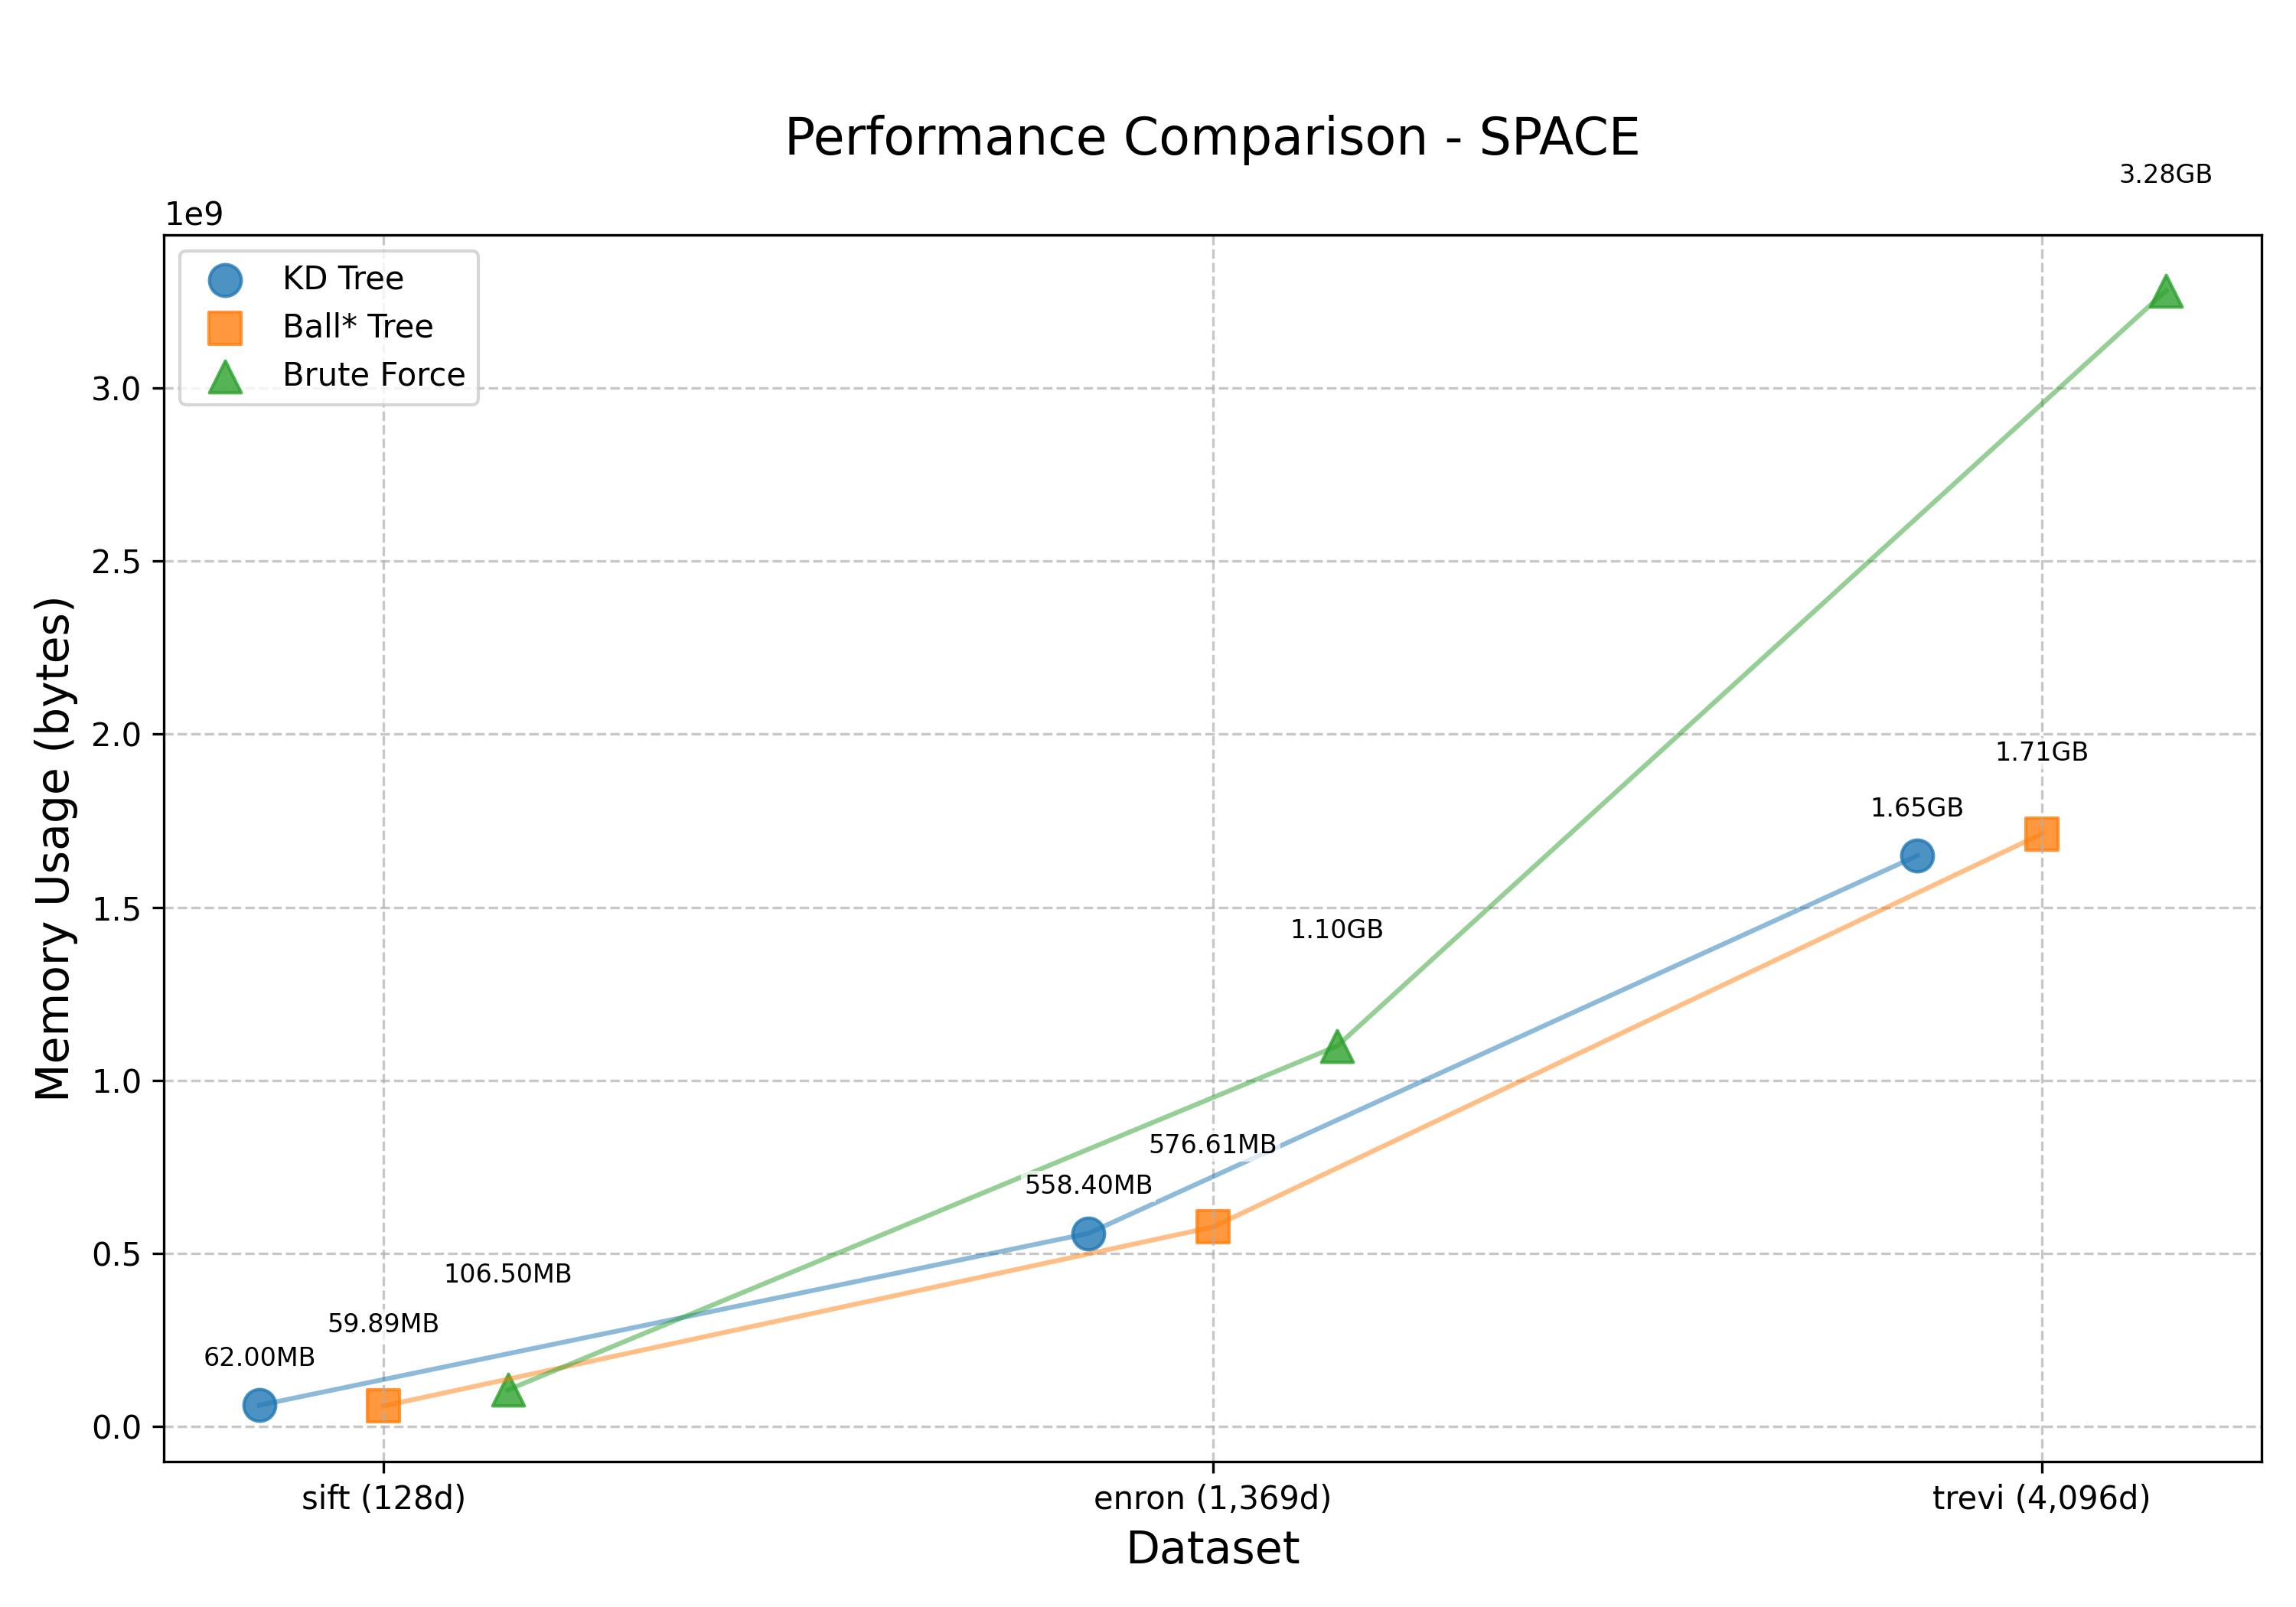 Performance Comparison - SPACE
3.28GB
1e9
KD Tree
Ball* Tree
Brute Force
3.0
2.5
2.0
1.5
1.0
0.5
0.0
Memory Usage (bytes)
1.71GB
1.65GB
1.10GB
576.61MB
558.40MB
106.50MB
59.89MB
62.00MB
sift (128d)
enron (1,369d)
trevi (4,096d)
Dataset